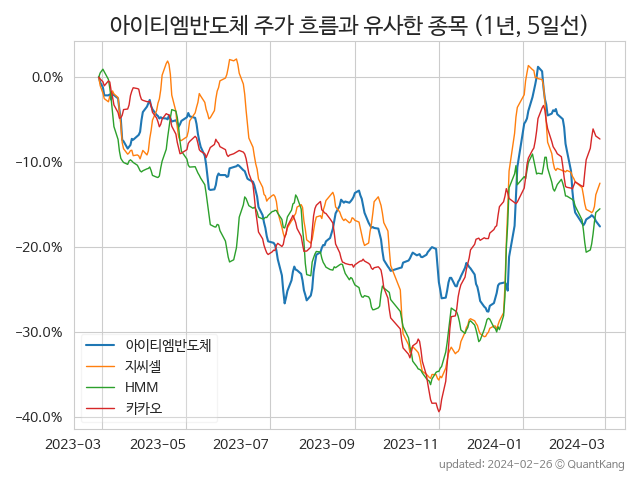 아이티엠반도체 주가 흐름과 유사한 종목 (1년, 5일선)
0.0%
−10.0%
−20.0%
−30.0%
−40.0%
아이티엠반도체
지씨셀
HMM
카카오
2023-03 2023-05 2023-07 2023-09 2023-11 2024-01 2024-03
updated: 2024-02-26 © QuantKang